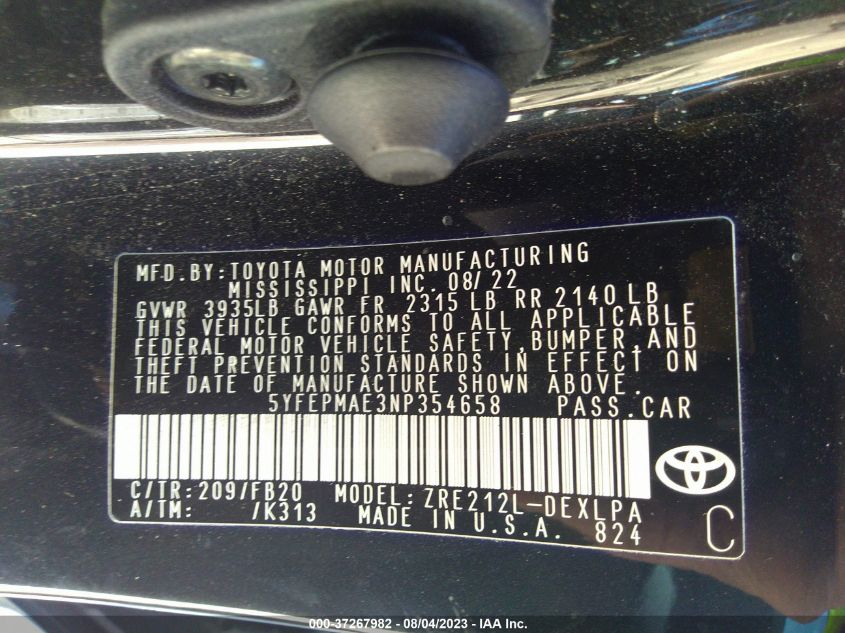 MFD.BY:TOYOTA MOTOR MANUFACTURING
MISSISSIPPI INC. 08/22
GVWR 3935LB GAWR FR 2315 LB RR 2140 LB
THIS VEHICLE CONFORMS TO ALL APPLICABLE
FEDERAL MOTOR VEHICLE SAFETY,BUMPER,AND
THEFT PREVENTION STANDARDS IN EFFECT ON
THE DATE OF MANUFACTURE SHOWN ABOVE.
5YFEPMAE3NP354658 PASS.CAR
C/TR:209/FB20 MODEL:ZRE212L-DEXLPA
A/TM: /K313 MADE IN U.S.A. 824
C
000-37267982 - 08/04/2023 - IAA Inc.